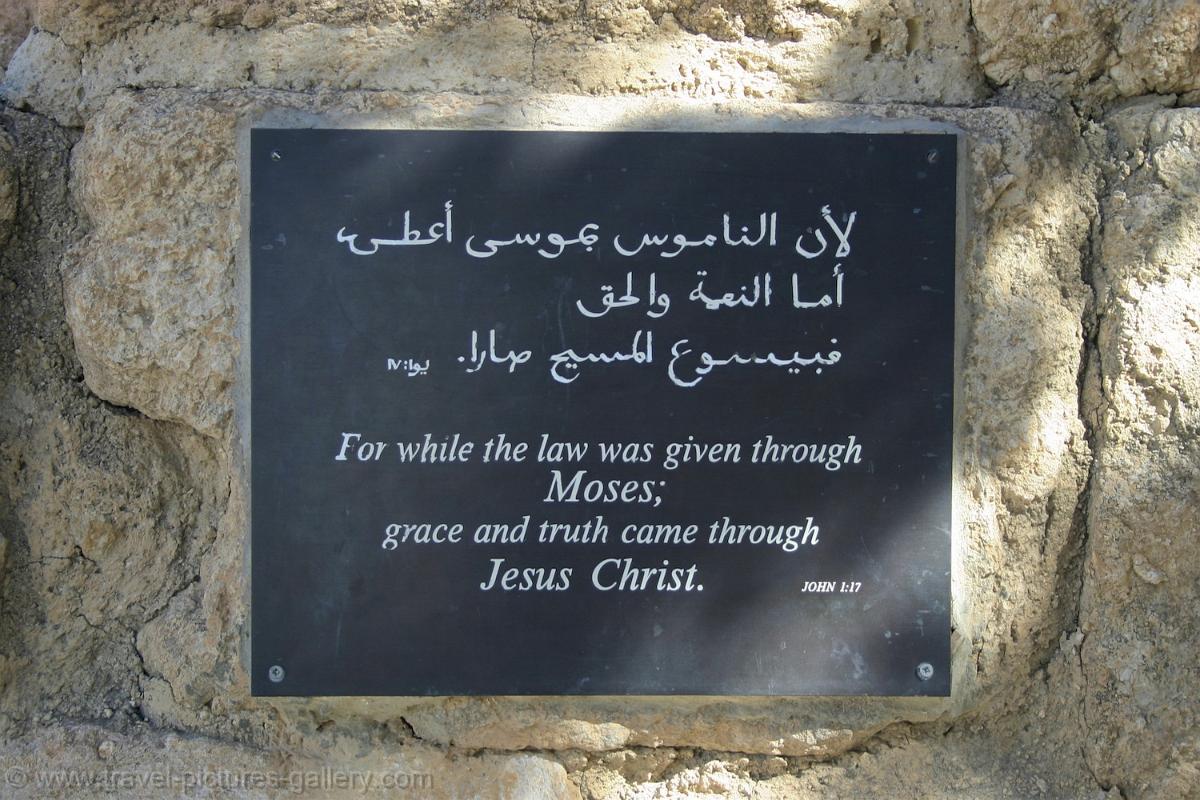 لأن الناموس بموسى أعطى،
أما النعمة والحق
فبيسوع المسيح صارا. يوا:١٧
For while the law was given through
Moses;
grace and truth came through
Jesus Christ.
JOHN 1:17
© www.travel-pictures-gallery.com